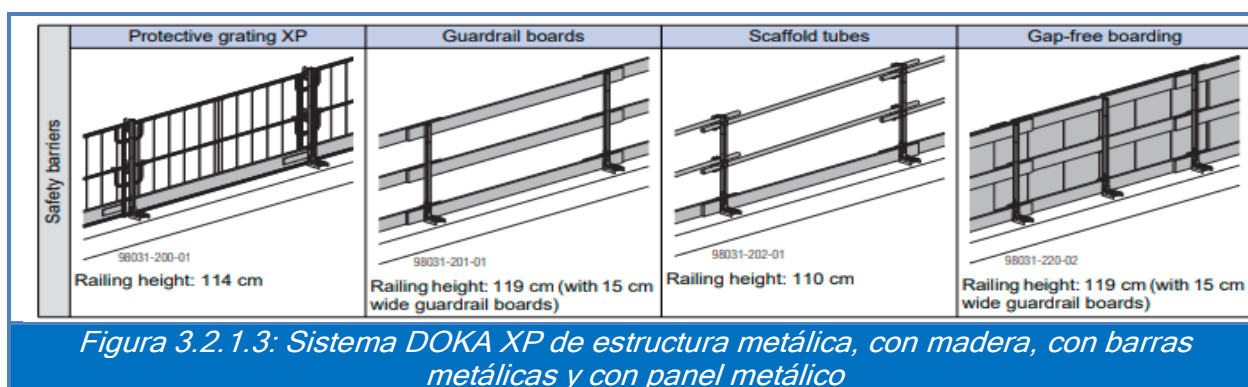 Protective grating XP
Guardrail boards
Scaffold tubes
Gap-free boarding
Safety barriers
98031-200-01
Railing height: 114 cm
98031-201-01
Railing height: 119 cm (with 15 cm
wide guardrail boards)
98031-202-01
Railing height: 110 cm
98031-220-02
Railing height: 119 cm (with 15 cm
wide guardrail boards)
Figura 3.2.1.3: Sistema DOKA XP de estructura metálica, con madera, con barras
metálicas y con panel metálico